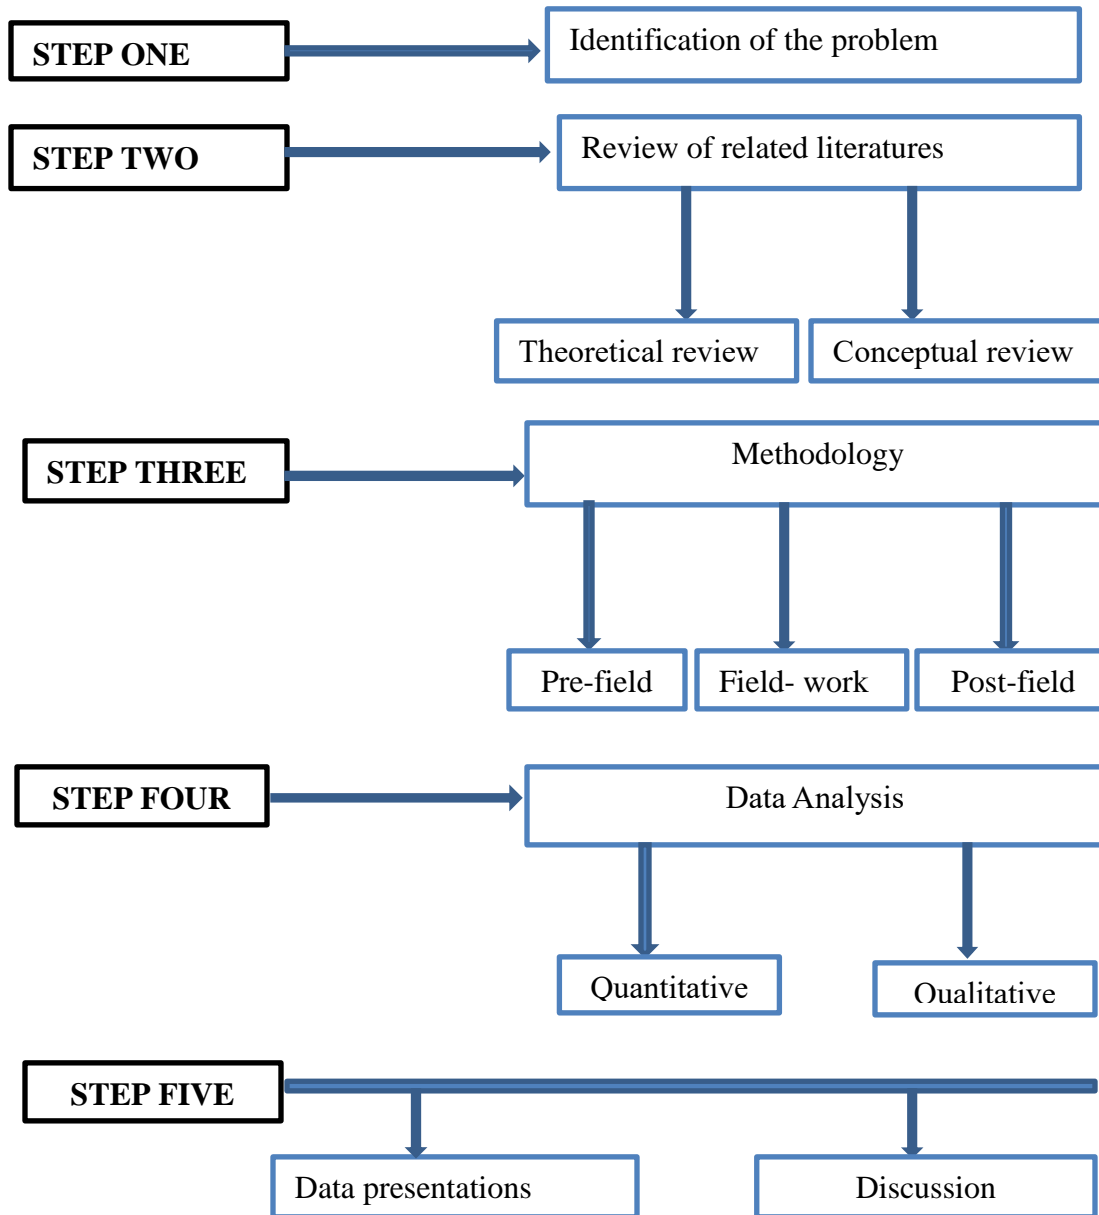 STEP ONE
Identification of the problem
STEP TWO
Review of related literatures
Theoretical review
Conceptual review
STEP THREE
Methodology
Pre-field
Field- work
Post-field
STEP FOUR
Data Analysis
Quantitative
Qualitative
STEP FIVE
Data presentations
Discussion